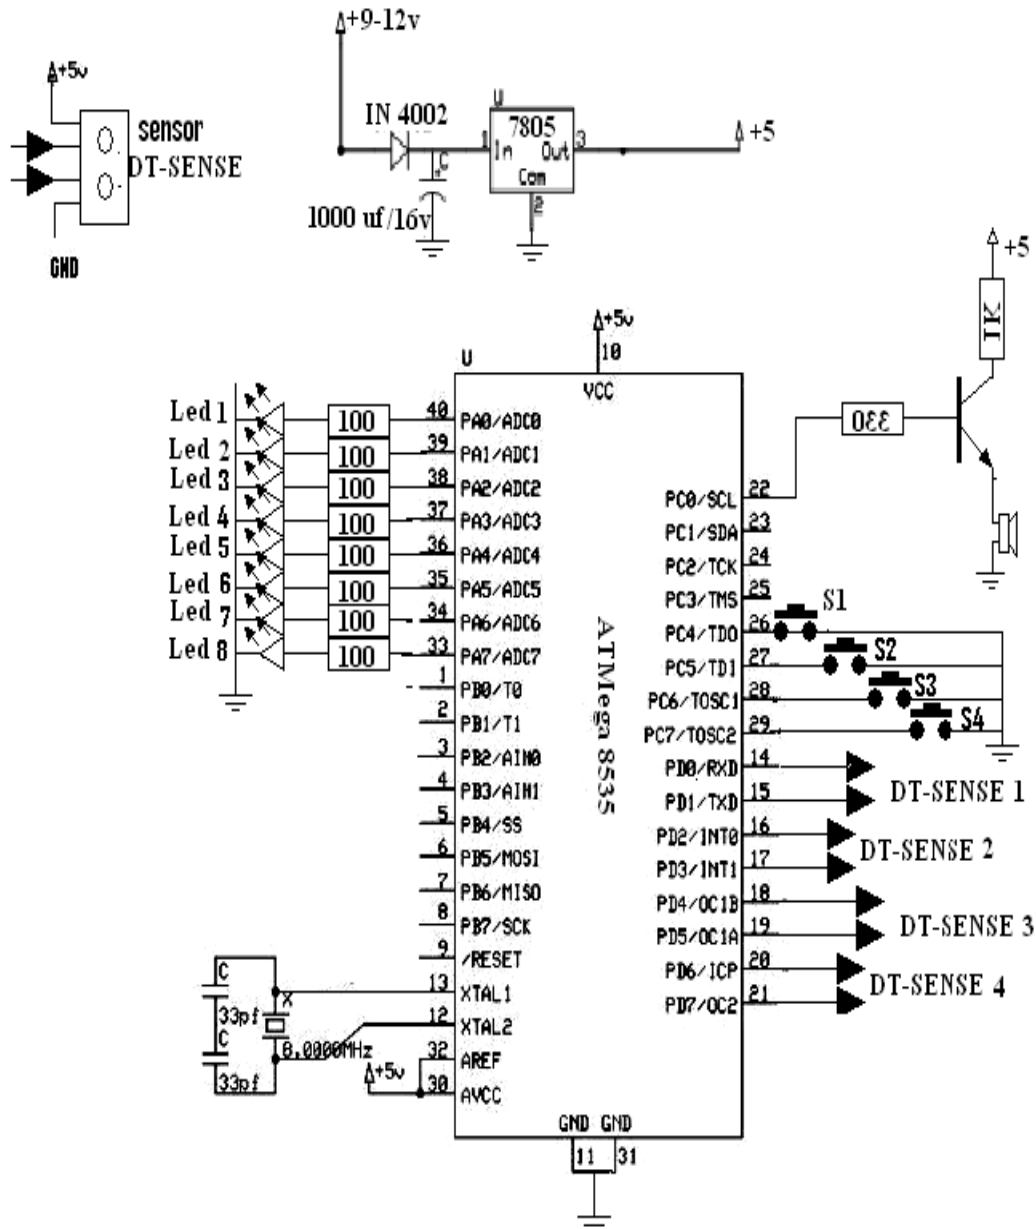 +9-12v
+5v
sensor
DT-SENSE
GND
IN 4002
C
1000 uf/16v
U
7805
1
In
Out
3
Com
2
+5
+5
1K
330
U
+5v
10
VCC
ATMega 8535
Led 1
100
40
PA0/ADC0
Led 2
100
39
PA1/ADC1
Led 3
100
38
PA2/ADC2
Led 4
100
37
PA3/ADC3
Led 5
100
36
PA4/ADC4
Led 6
100
35
PA5/ADC5
Led 7
100
34
PA6/ADC6
Led 8
100
33
PA7/ADC7
1
PB0/T0
2
PB1/T1
3
PB2/AIN0
4
PB3/AIN1
5
PB4/SS
6
PB5/MOSI
7
PB6/MISO
8
PB7/SCK
9
/RESET
13
XTAL1
12
XTAL2
32
AREF
30
AVCC
C
33pf
X
C
8.0000MHz
33pf
+5v
PC0/SCL
22
PC1/SDA
23
PC2/TCK
24
PC3/TMS
25
PC4/TDO
26
S1
PC5/TD1
27
S2
PC6/TOSC1
28
S3
PC7/TOSC2
29
S4
PD0/RXD
14
PD1/TXD
15
DT-SENSE 1
PD2/INT0
16
PD3/INT1
17
DT-SENSE 2
PD4/OC1B
18
PD5/OC1A
19
DT-SENSE 3
PD6/ICP
20
PD7/OC2
21
DT-SENSE 4
GND GND
11
31